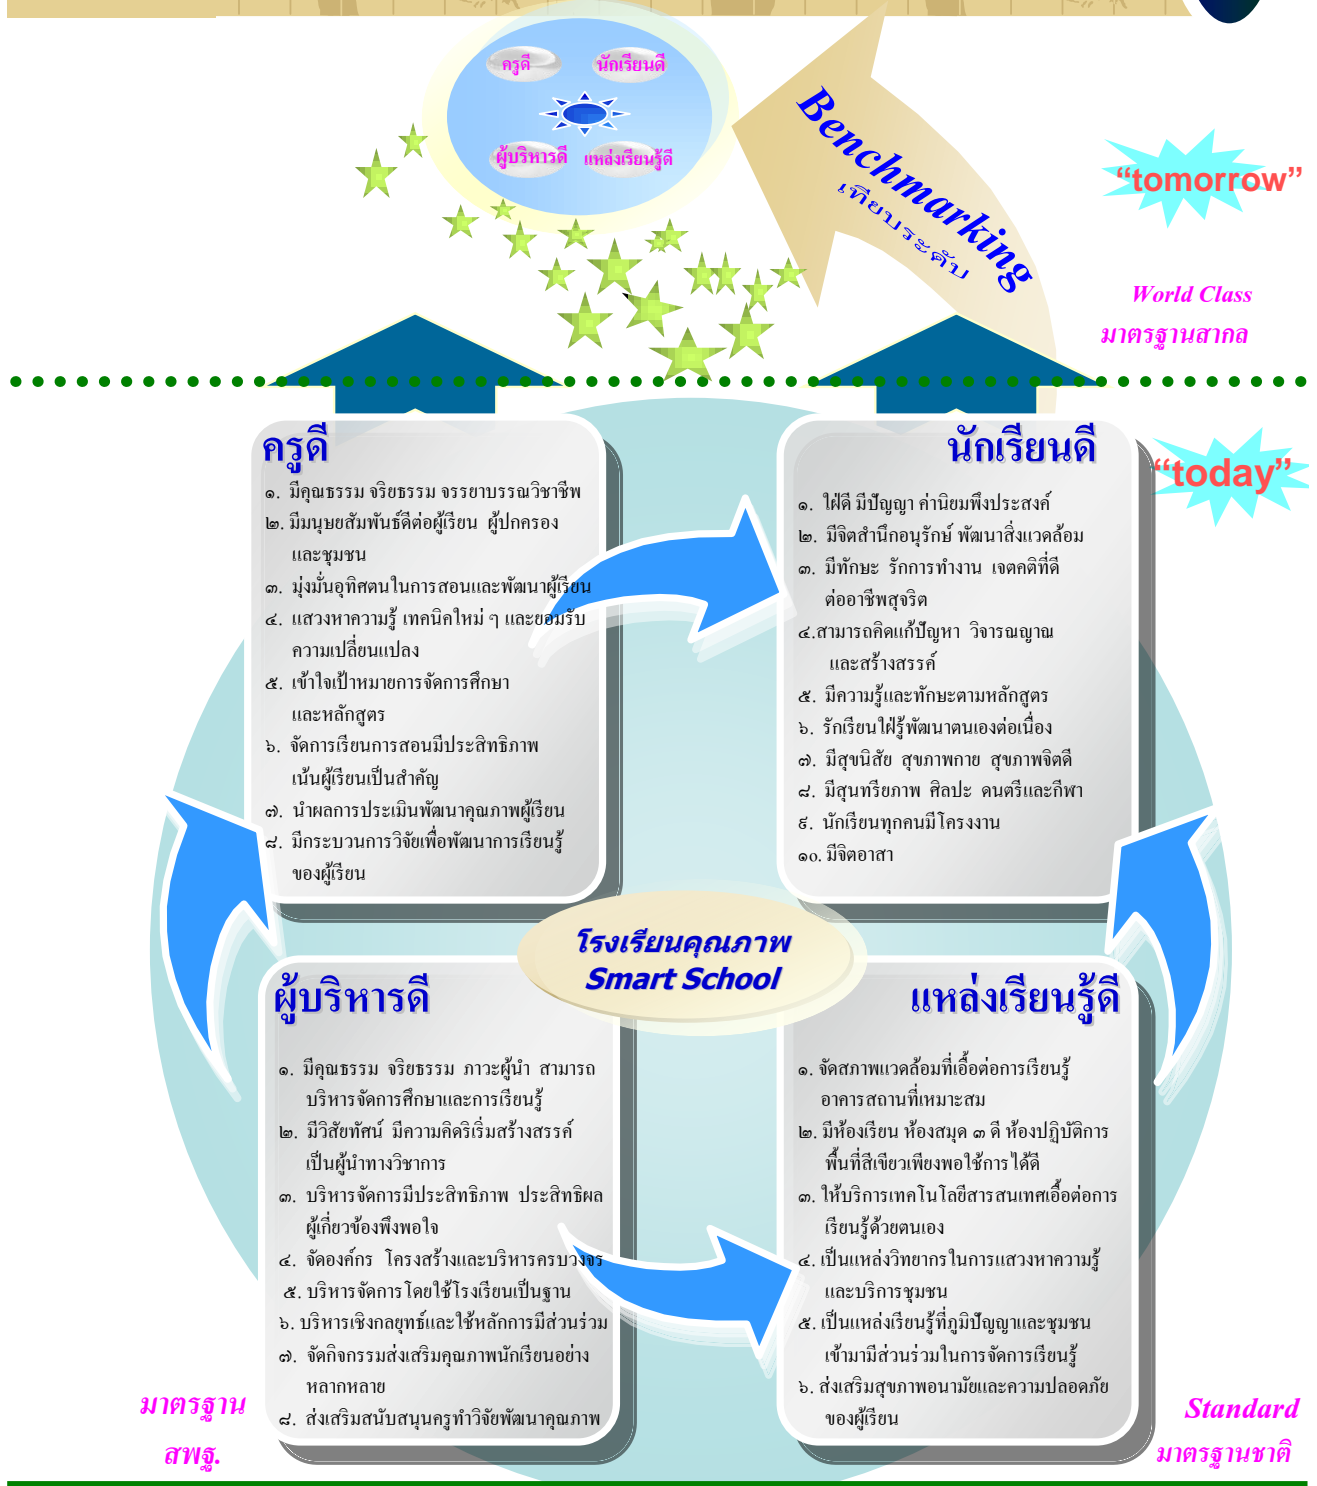 ครูดี
นักเรียนดี
ผู้บริหารดี
แหล่งเรียนรู้ดี
Benchmarking
เทียบระดับ
“tomorrow”
World Class
มาตรฐานสากล
“today”
ครูดี
๑. มีคุณธรรม จริยธรรม จรรยาบรรณวิชาชีพ
๒. มีมนุษยสัมพันธ์ดีต่อผู้เรียน ผู้ปกครอง
และชุมชน
๓. มุ่งมั่นอุทิศตนในการสอนและพัฒนาผู้เรียน
๔. แสวงหาความรู้ เทคนิคใหม่ ๆ และยอมรับ
ความเปลี่ยนแปลง
๕. เข้าใจเป้าหมายการจัดการศึกษา
และหลักสูตร
๖. จัดการเรียนการสอนมีประสิทธิภาพ
เน้นผู้เรียนเป็นสำคัญ
๗. นำผลการประเมินพัฒนาคุณภาพผู้เรียน
๘. มีกระบวนการวิจัยเพื่อพัฒนาการเรียนรู้
ของผู้เรียน
นักเรียนดี
๑. ใฝ่ดี มีปัญญา ค่านิยมพึงประสงค์
๒. มีจิตสำนึกอนุรักษ์ พัฒนาสิ่งแวดล้อม
๓. มีทักษะ รักการทำงาน เจตคติที่ดี
ต่ออาชีพสุจริต
๔.สามารถคิดแก้ปัญหา วิจารณญาณ
และสร้างสรรค์
๕. มีความรู้และทักษะตามหลักสูตร
๖. รักเรียนใฝ่รู้พัฒนาตนเองต่อเนื่อง
๗. มีสุขนิสัย สุขภาพกาย สุขภาพจิตดี
๘. มีสุนทรียภาพ ศิลปะ ดนตรีและกีฬา
๙. นักเรียนทุกคนมีโครงงาน
๑๐. มีจิตอาสา
โรงเรียนคุณภาพ
Smart School
ผู้บริหารดี
๑. มีคุณธรรม จริยธรรม ภาวะผู้นำ สามารถ
บริหารจัดการศึกษาและการเรียนรู้
๒. มีวิสัยทัศน์ มีความคิดริเริ่มสร้างสรรค์
เป็นผู้นำทางวิชาการ
๓. บริหารจัดการมีประสิทธิภาพ ประสิทธิผล
ผู้เกี่ยวข้องพึงพอใจ
๔. จัดองค์กร โครงสร้างและบริหารครบวงจร
๕. บริหารจัดการโดยใช้โรงเรียนเป็นฐาน
๖. บริหารเชิงกลยุทธ์และใช้หลักการมีส่วนร่วม
๗. จัดกิจกรรมส่งเสริมคุณภาพนักเรียนอย่าง
หลากหลาย
๘. ส่งเสริมสนับสนุนครูทำวิจัยพัฒนาคุณภาพ
แหล่งเรียนรู้ดี
๑. จัดสภาพแวดล้อมที่เอื้อต่อการเรียนรู้
อาคารสถานที่เหมาะสม
๒. มีห้องเรียน ห้องสมุด ๓ ดี ห้องปฏิบัติการ
พื้นที่สีเขียวเพียงพอใช้การได้ดี
๓. ให้บริการเทคโนโลยีสารสนเทศเอื้อต่อการ
เรียนรู้ด้วยตนเอง
๔. เป็นแหล่งวิทยากรในการแสวงหาความรู้
และบริการชุมชน
๕. เป็นแหล่งเรียนรู้ที่ภูมิปัญญาและชุมชน
เข้ามามีส่วนร่วมในการจัดการเรียนรู้
๖. ส่งเสริมสุขภาพอนามัยและความปลอดภัย
ของผู้เรียน
มาตรฐาน
สพฐ.
Standard
มาตรฐานชาติ